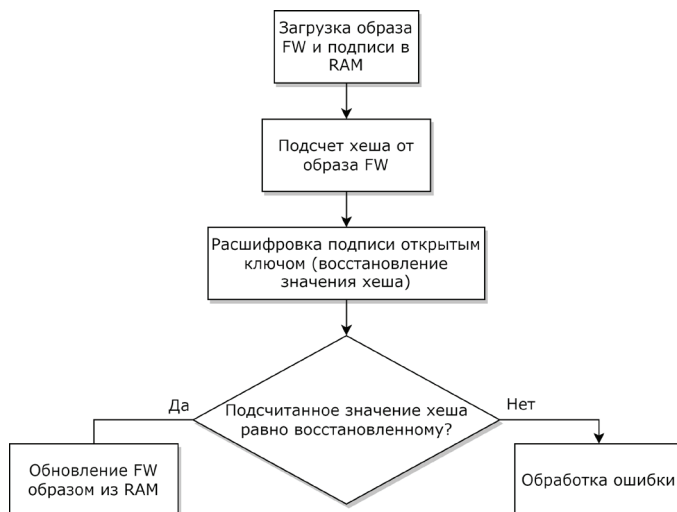 Загрузка образа
FW и подписи в
RAM
Подсчет хеша от
образа FW
Расшифровка подписи открытым
ключом (восстановление
значения хеша)
Да
Нет
Подсчитанное значение хеша
равно восстановленному?
Обновление FW
образом из RAM
Обработка ошибки